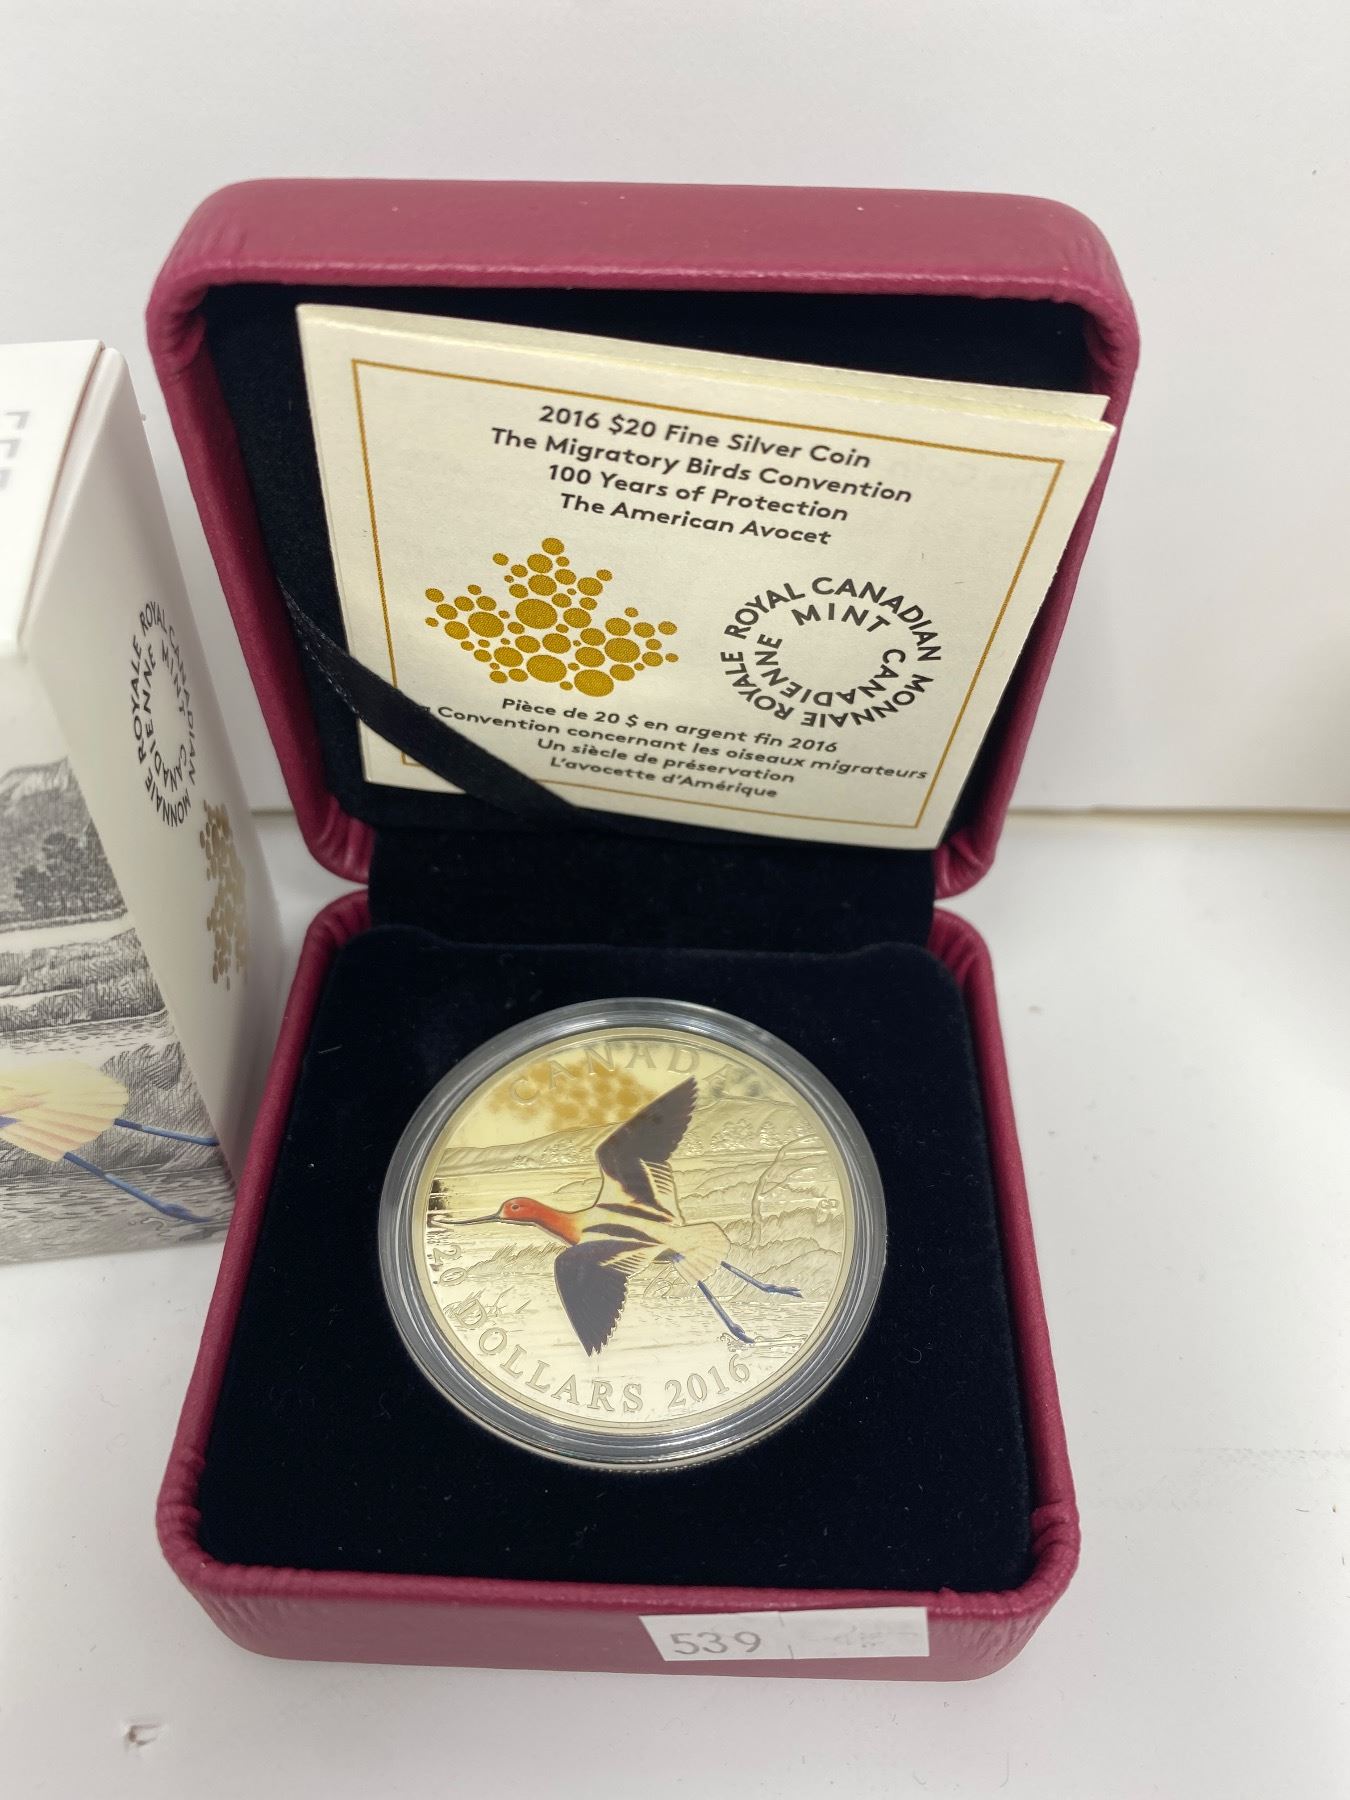 2016 $20 Fine Silver Coin
The Migratory Birds Convention
100 Years of Protection
The American Avocet
ROYAL CANADIAN MINT
MONNAIE ROYALE CANADIENNE
Pièce de 20 $ en argent fin 2016
Convention concernant les oiseaux migrateurs
Un siècle de préservation
L'avocette d'Amérique
ROYAL CANADIAN MINT
MONNAIE ROYALE CANADIENNE
CANADA
20 DOLLARS 2016
539